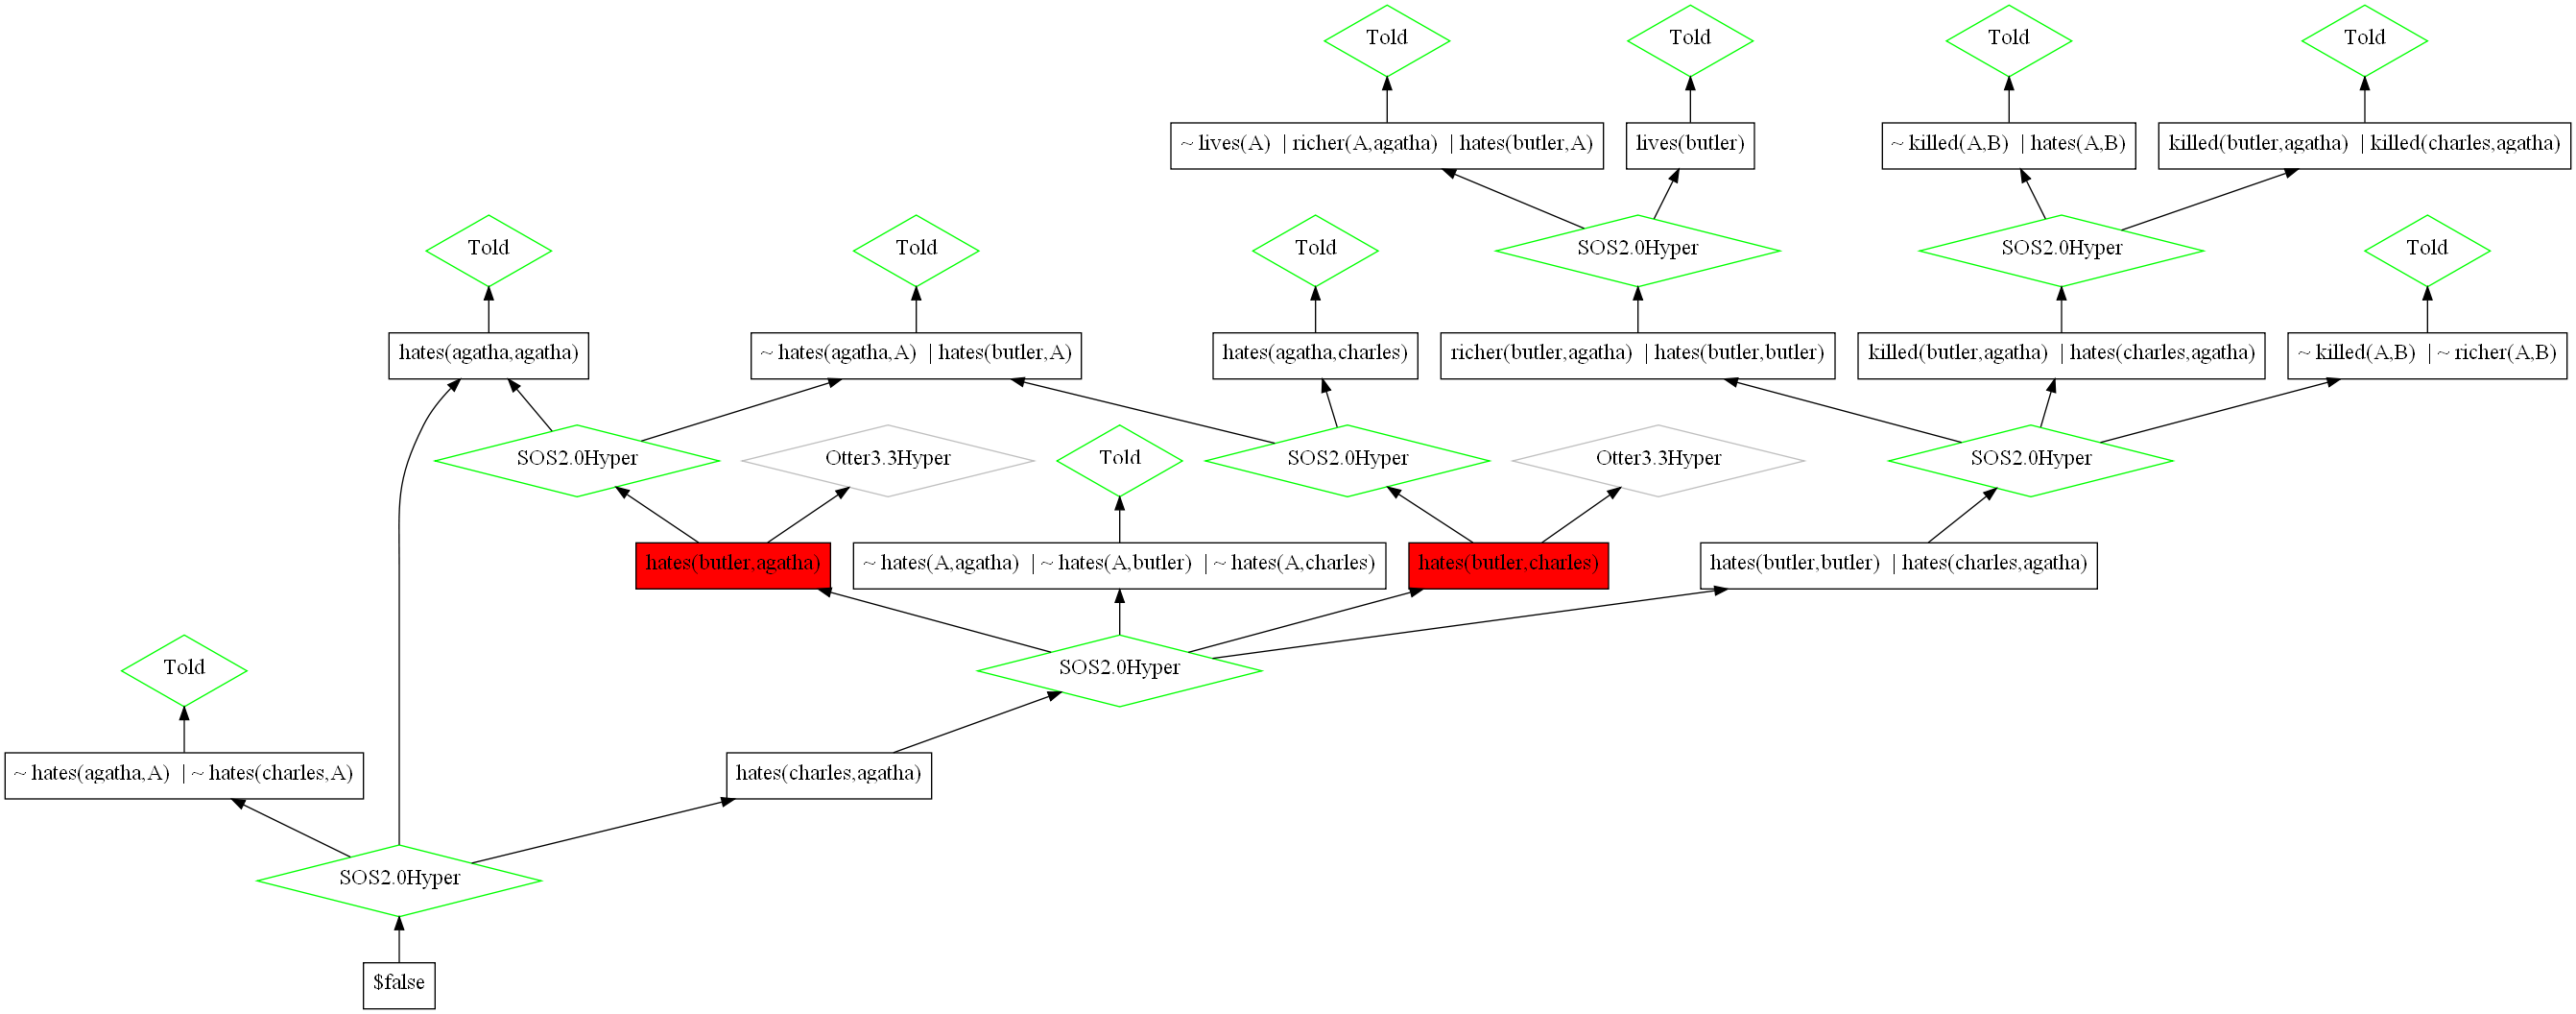 Told
Told
Told
Told
~ lives(A) | richer(A,agatha) | hates(butler,A)
lives(butler)
~ killed(A,B) | hates(A,B)
killed(butler,agatha) | killed(charles,agatha)
Told
Told
Told
SOS2.0Hyper
SOS2.0Hyper
Told
hates(agatha,agatha)
~ hates(agatha,A) | hates(butler,A)
hates(agatha,charles)
richer(butler,agatha) | hates(butler,butler)
killed(butler,agatha) | hates(charles,agatha)
~ killed(A,B) | ~ richer(A,B)
SOS2.0Hyper
Otter3.3Hyper
Told
SOS2.0Hyper
Otter3.3Hyper
SOS2.0Hyper
hates(butler,agatha)
~ hates(A,agatha) | ~ hates(A,butler) | ~ hates(A,charles)
hates(butler,charles)
hates(butler,butler) | hates(charles,agatha)
Told
SOS2.0Hyper
~ hates(agatha,A) | ~ hates(charles,A)
hates(charles,agatha)
SOS2.0Hyper
$false